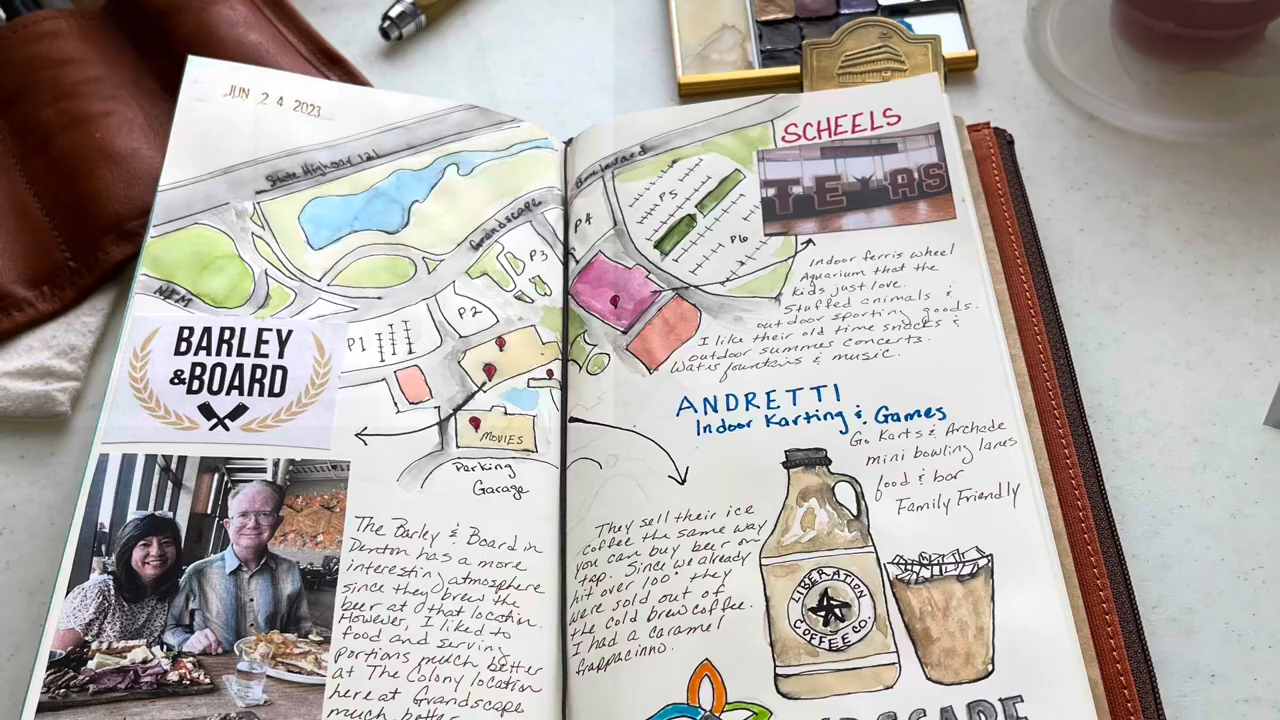 JUN 24 2023
State Highway 121
Boulevard
Grandscape
NFM
P1
P2
P3
P4
P5
P6
MOVIES
Parking
Garage
BARLEY
&BOARD
The Barley & Board in
Denton has a more
interesting atmosphere
since they brew the
beer at that location.
However, I liked to
food and serving
portions much better
at The Colony location
here at Grandscape
much better
SCHEELS
TEXAS
Indoor ferris wheel
Aquarium that the
kids just love.
Stuffed animals &
outdoor sporting goods.
I like their old time snacks &
outdoor summer concerts.
Water fountains & music.
ANDRETTI
Indoor Karting & Games
Go Karts & Archade
mini bowling lanes
food & bar
Family Friendly
They sell their ice
coffee the same way
you can buy beer on
tap. Since we already
hit over 100° they
were sold out of
the cold brew coffee.
I had a caramel
frappacinno.
LIBERATION
COFFEE CO.